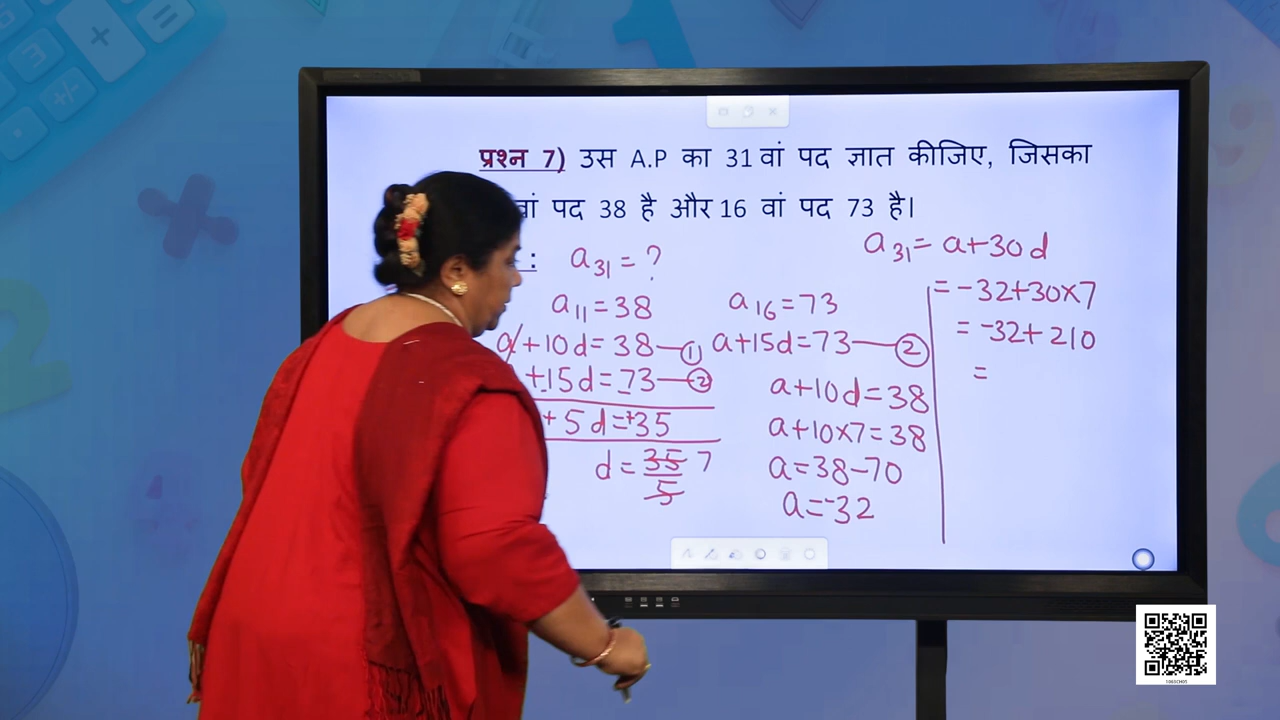 प्रश्न 7) उस A.P का 31 वां पद ज्ञात कीजिए, जिसका
वां पद 38 है और 16 वां पद 73 है।
: a₃₁ = ?
a₁₁ = 38
a + 10d = 38 — ①
+ 15d = 73 — ②
+ 5d = + 35
d = 35/5 7
a₁₆ = 73
a + 15d = 73 — ②
a + 10d = 38
a + 10 × 7 = 38
a = 38 - 70
a = -32
a₃₁ = a + 30d
= -32 + 30 × 7
= -32 + 210
=